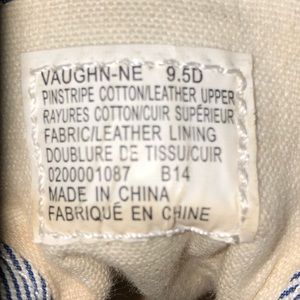 VAUGHN-NE 9.5D
PINSTRIPE COTTON/LEATHER UPPER
RAYURES COTTON/CUIR SUPÉRIEUR
FABRIC/LEATHER LINING
DOUBLURE DE TISSU/CUIR
0200001087 B14
MADE IN CHINA
FABRIQUÉ EN CHINE